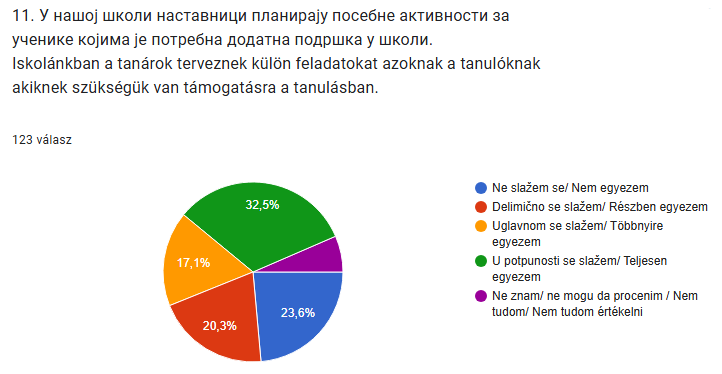 11. У нашој школи наставници планирају посебне активности за
ученике којима је потребна додатна подршка у школи.
Iskolánkban a tanárok terveznek külön feladatokat azoknak a tanulóknak
akiknek szükségük van támogatásra a tanulásban.
123 válasz
32,5%
17,1%
20,3%
23,6%
Ne slažem se/ Nem egyezem
Delimično se slažem/ Részben egyezem
Uglavnom se slažem/ Többnyire
egyezem
U potpunosti se slažem/ Teljesen
egyezem
Ne znam/ ne mogu da procenim / Nem
tudom/ Nem tudom értékelni